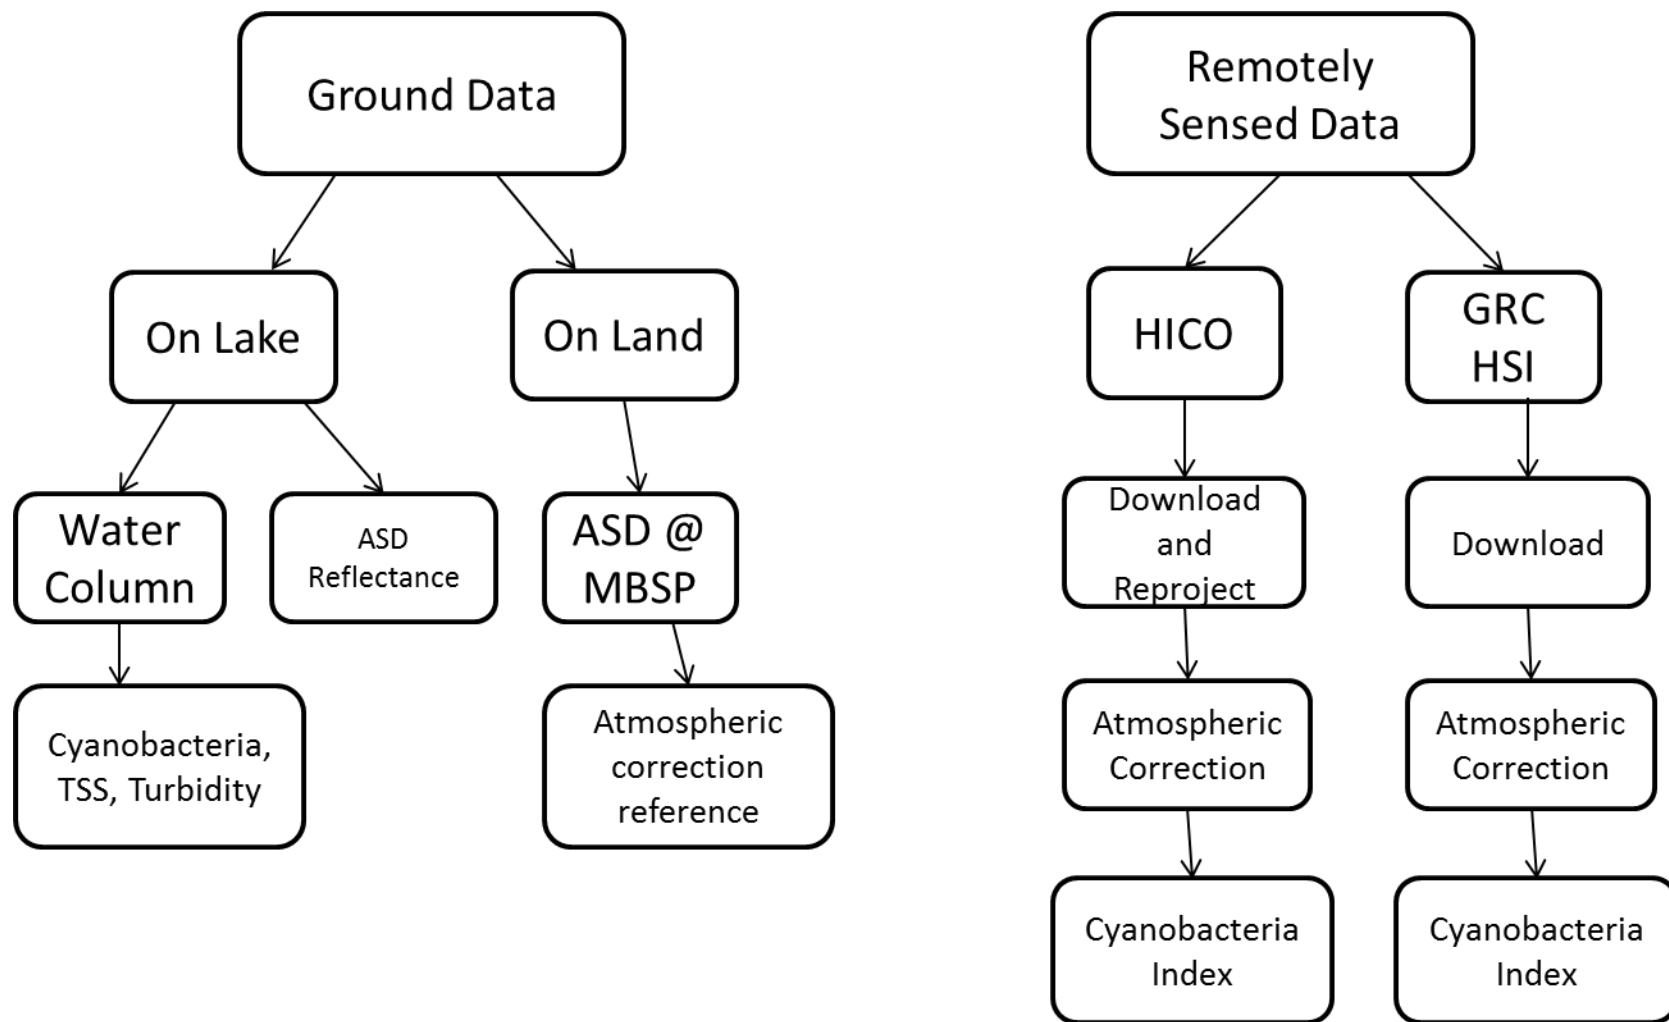 Ground Data
Remotely
Sensed Data
On Lake
On Land
HICO
GRC
HSI
Water
Column
ASD
Reflectance
ASD @
MBSP
Download
and
Reproject
Download
Cyanobacteria,
TSS, Turbidity
Atmospheric
correction
reference
Atmospheric
Correction
Atmospheric
Correction
Cyanobacteria
Index
Cyanobacteria
Index